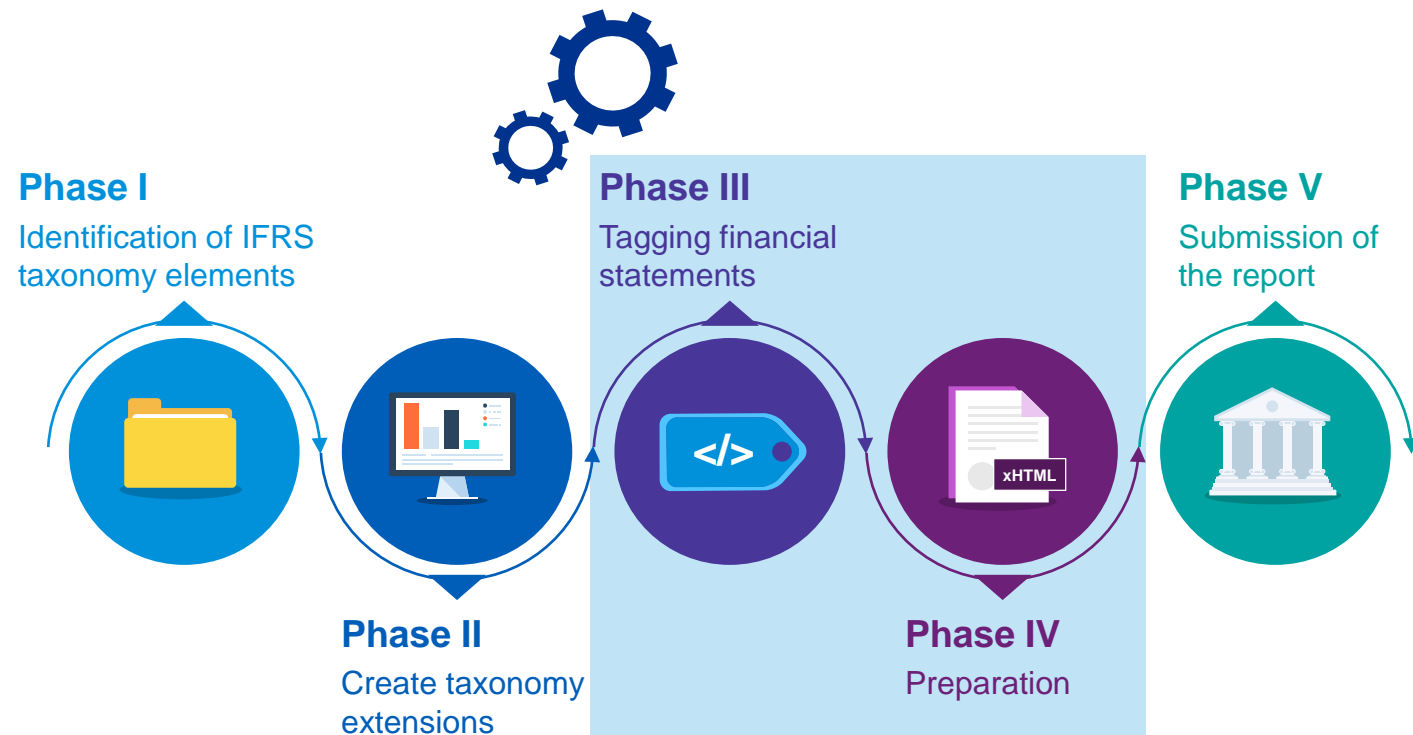 Phase I
Identification of IFRS
taxonomy elements
Phase II
Create taxonomy
extensions
Phase III
Tagging financial
statements
</>
Phase IV
Preparation
xHTML
Phase V
Submission of
the report